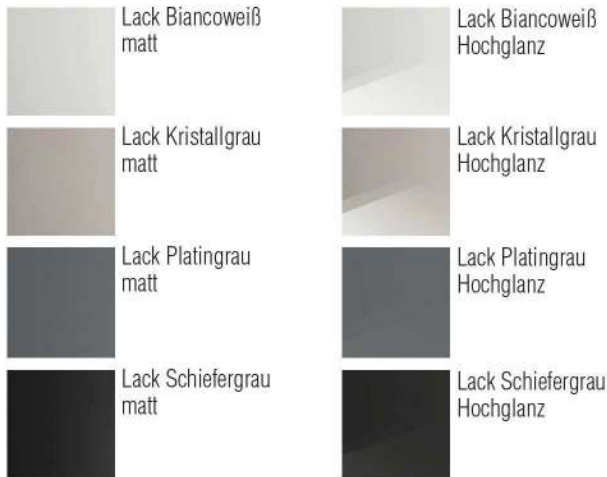 Lack Biancoweiß
matt
Lack Biancoweiß
Hochglanz
Lack Kristallgrau
matt
Lack Kristallgrau
Hochglanz
Lack Platingrau
matt
Lack Platingrau
Hochglanz
Lack Schiefergrau
matt
Lack Schiefergrau
Hochglanz